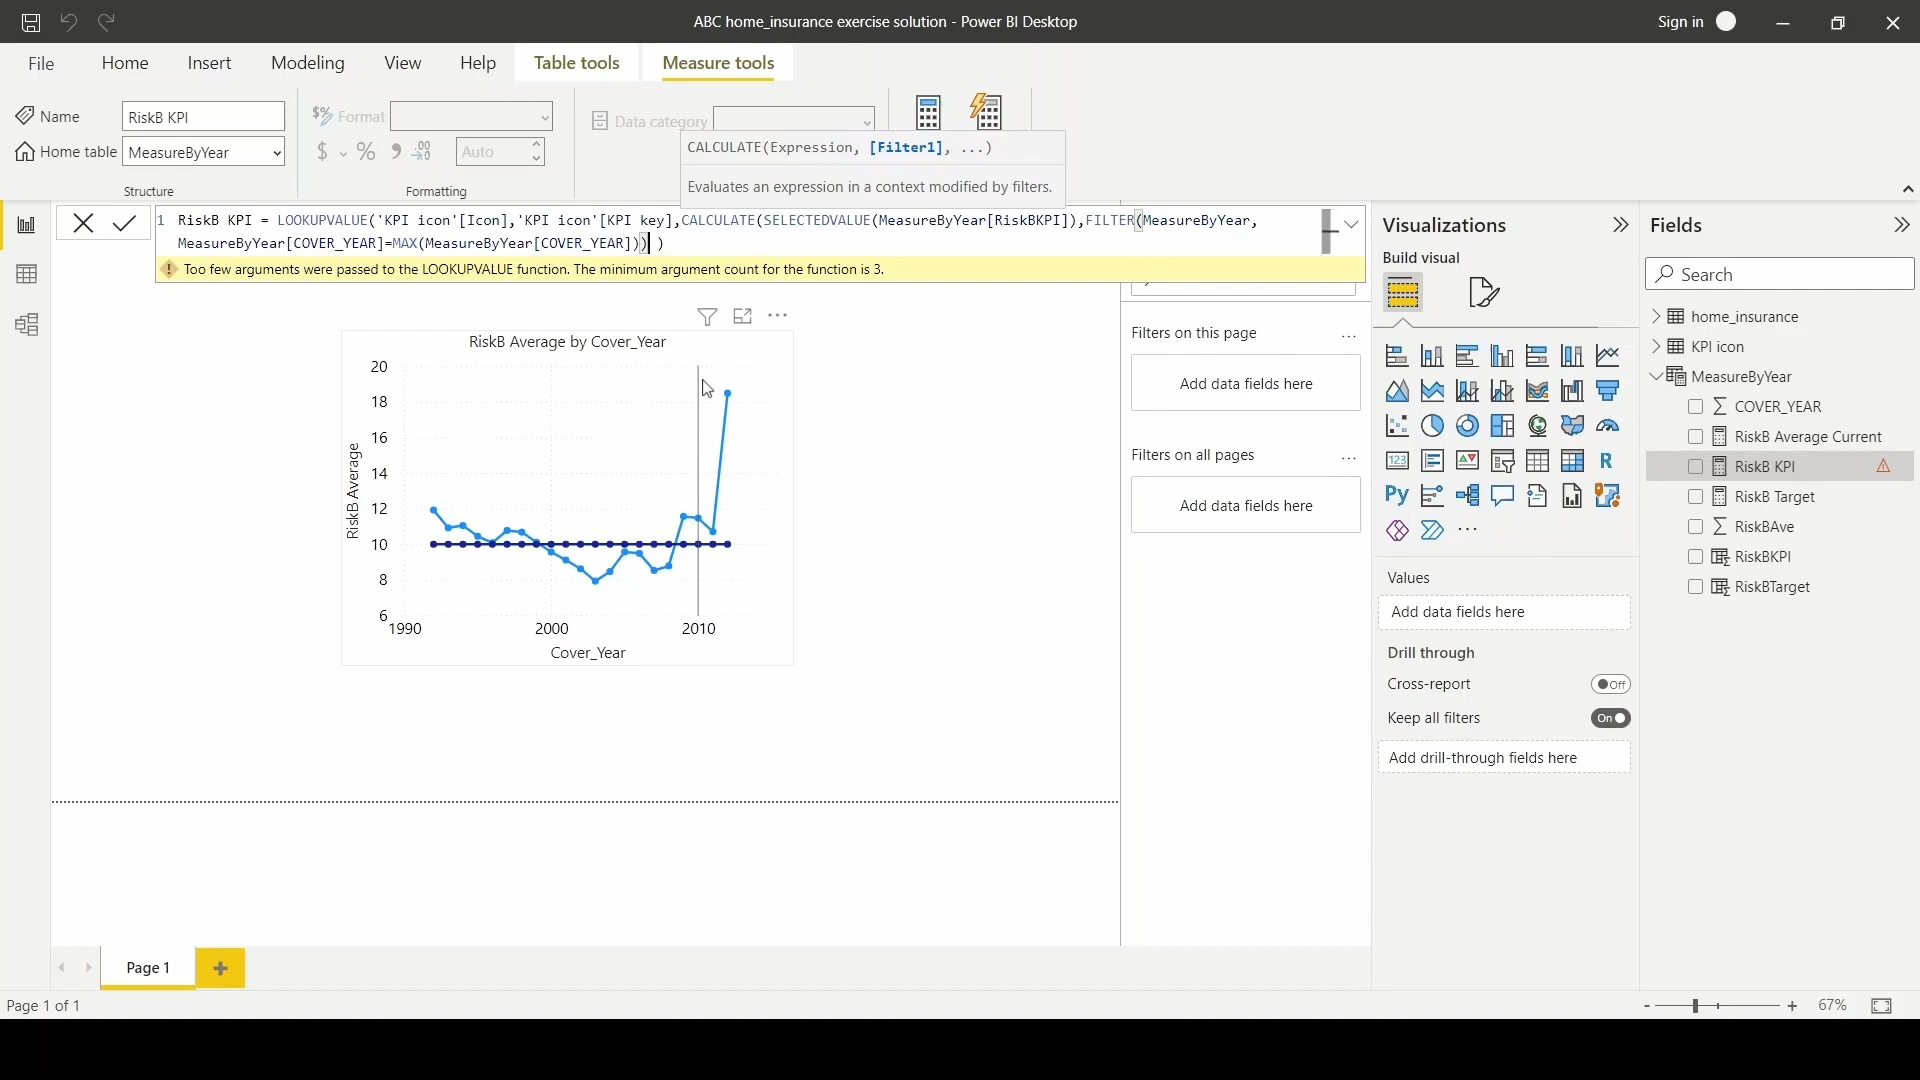 ABC home_insurance exercise solution - Power BI Desktop
Sign in
File
Home
Insert
Modeling
View
Help
Table tools
Measure tools
Name
RiskB KPI
Home table
MeasureByYear
Structure
Format
$ % 9 .00
Auto
Formatting
Data category
CALCULATE(Expression, [Filter1], ...)
Evaluates an expression in a context modified by filters.
1 RiskB KPI = LOOKUPVALUE('KPI icon'[Icon],'KPI icon'[KPI key],CALCULATE(SELECTEDVALUE(MeasureByYear[RiskBKPI]),FILTER(MeasureByYear,
MeasureByYear[COVER_YEAR]=MAX(MeasureByYear[COVER_YEAR])) )
Too few arguments were passed to the LOOKUPVALUE function. The minimum argument count for the function is 3.
RiskB Average by Cover_Year
20
18
16
14
12
10
8
6
RiskB Average
1990
2000
2010
Cover_Year
Filters on this page
...
Add data fields here
Filters on all pages
...
Add data fields here
Visualizations
Build visual
123
R
Py
...
Values
Add data fields here
Drill through
Cross-report
Off
Keep all filters
On
Add drill-through fields here
Fields
Search
home_insurance
KPI icon
MeasureByYear
COVER_YEAR
RiskB Average Current
RiskB KPI
RiskB Target
RiskBAve
RiskBKPI
RiskBTarget
Page 1
+
Page 1 of 1
- + 67%